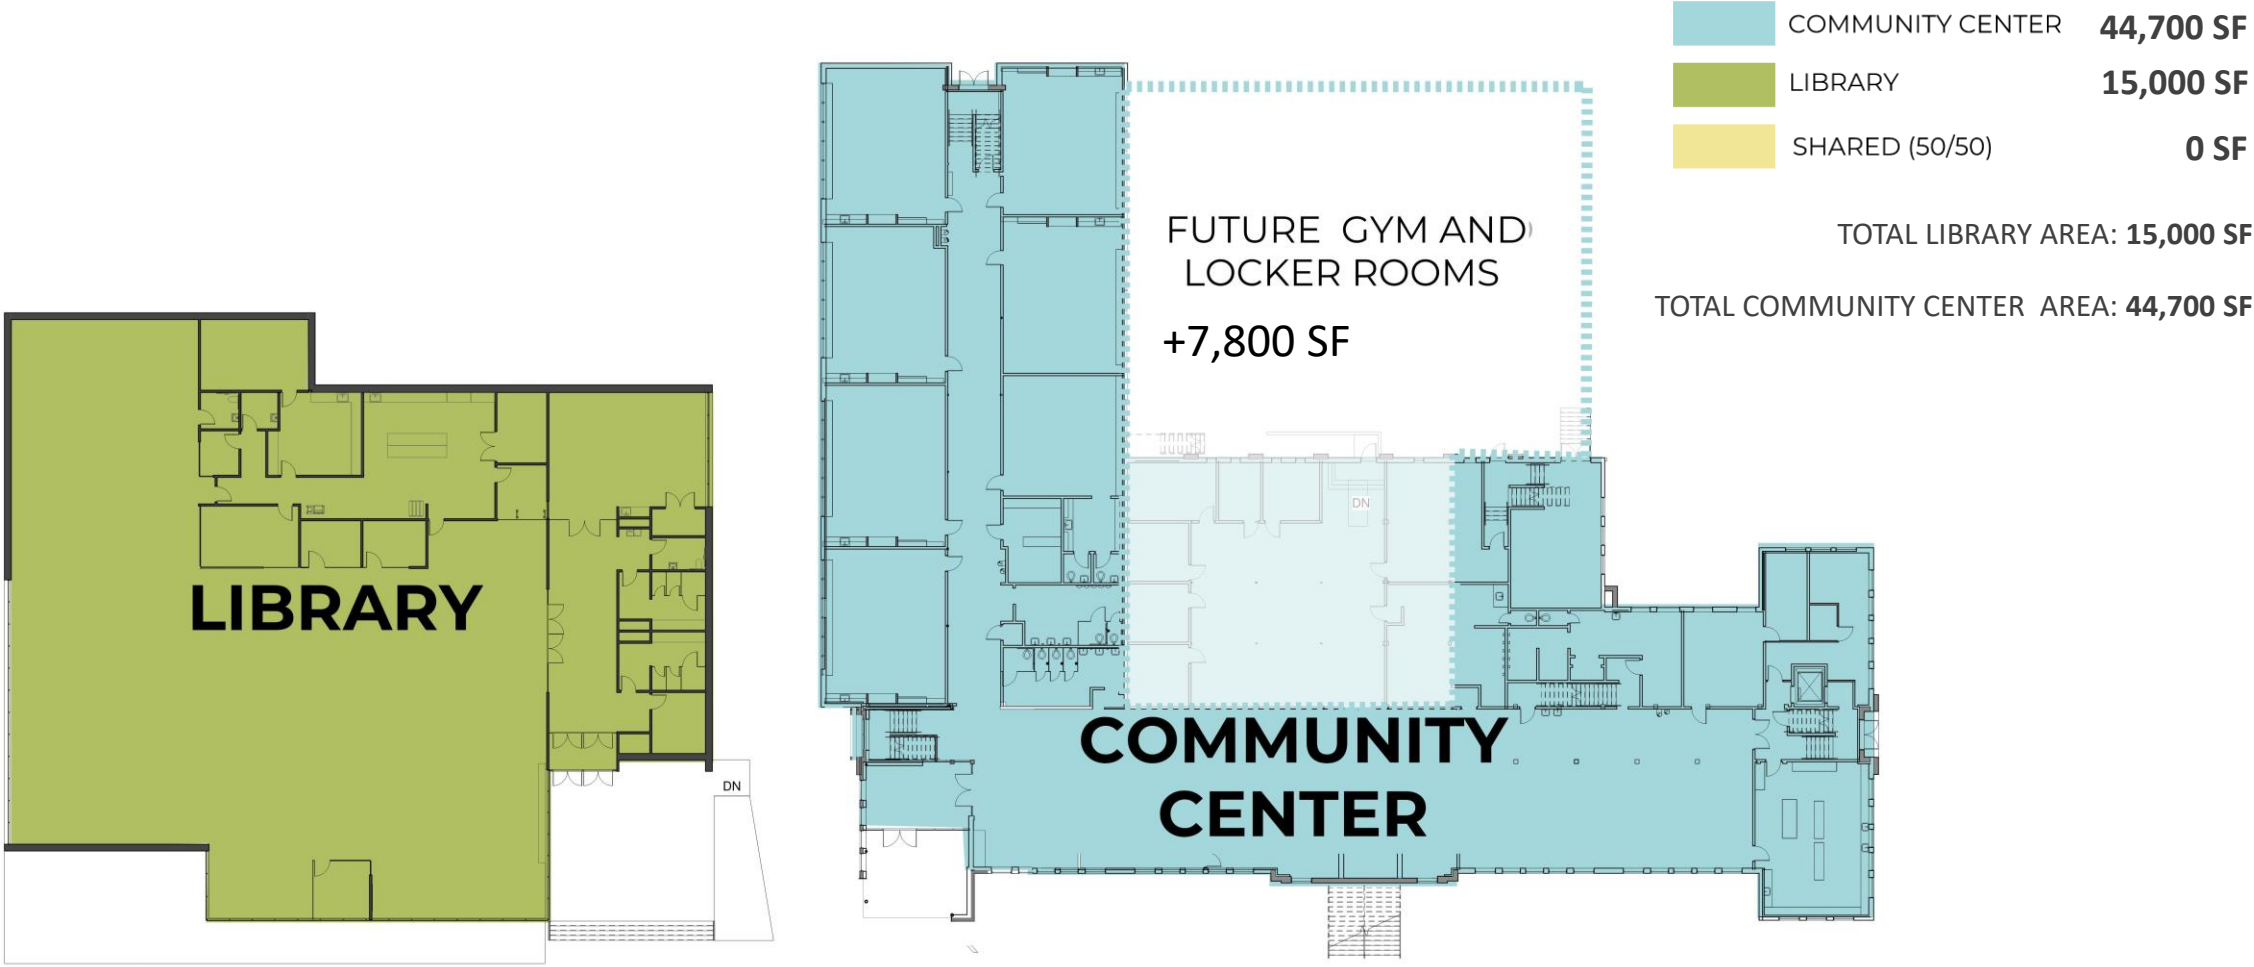 COMMUNITY CENTER 44,700 SF
LIBRARY 15,000 SF
SHARED (50/50) 0 SF
TOTAL LIBRARY AREA: 15,000 SF
TOTAL COMMUNITY CENTER AREA: 44,700 SF
FUTURE GYM AND
LOCKER ROOMS
+7,800 SF
DN
LIBRARY
COMMUNITY
CENTER
DN